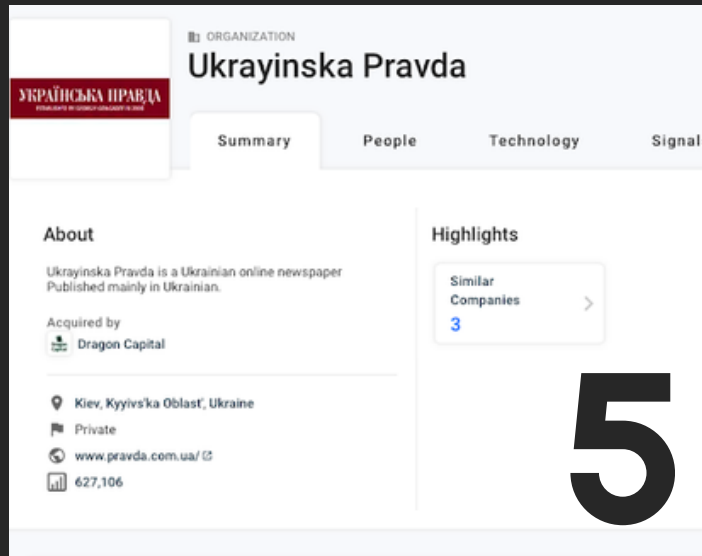 ORGANIZATION
Ukrayinska Pravda
УКРАЇНСЬКА ПРАВДА
Summary People Technology Signal
About
Ukrayinska Pravda is a Ukrainian online newspaper
Published mainly in Ukrainian.
Acquired by
Dragon Capital
Kiev, Kyyivs'ka Oblast', Ukraine
Private
www.pravda.com.ua/
627,106
Highlights
Similar
Companies
3
5